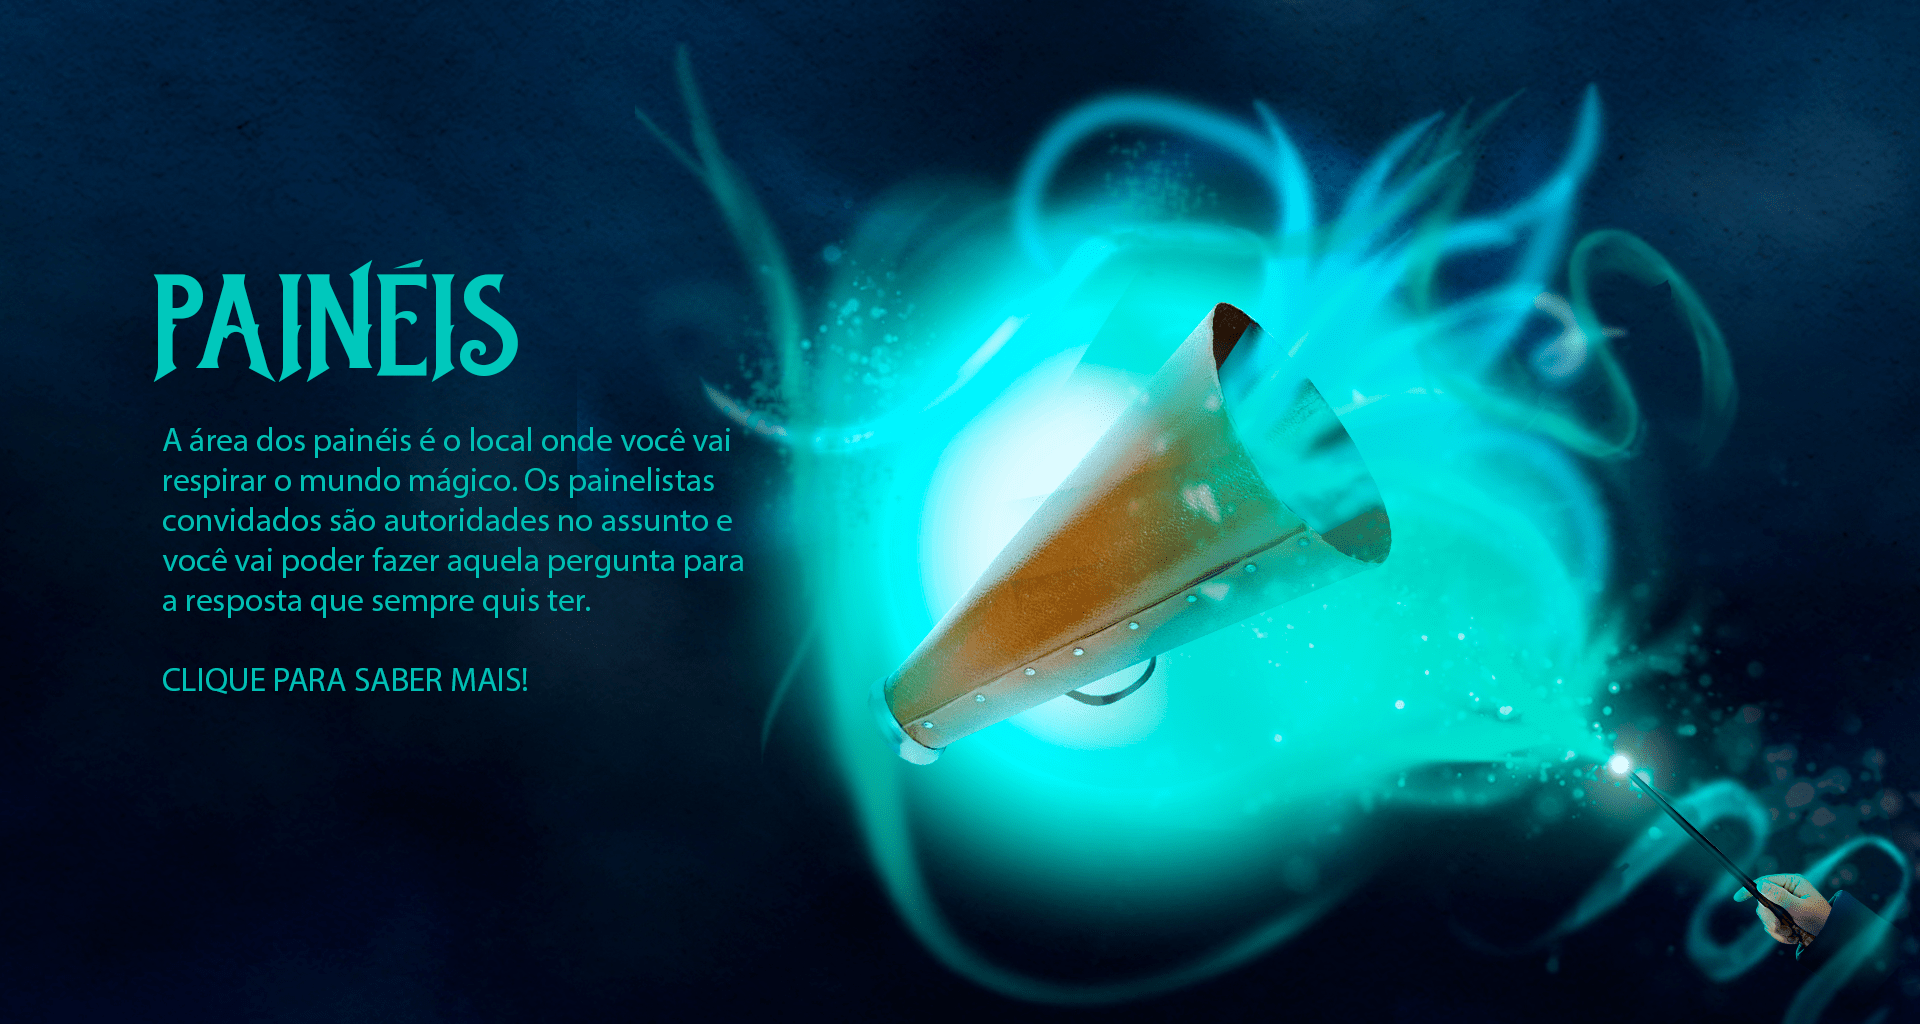 PAINÉIS
A área dos painéis é o local onde você vai
respirar o mundo mágico. Os painelistas
convidados são autoridades no assunto e
você vai poder fazer aquela pergunta para
a resposta que sempre quis ter.
CLIQUE PARA SABER MAIS!